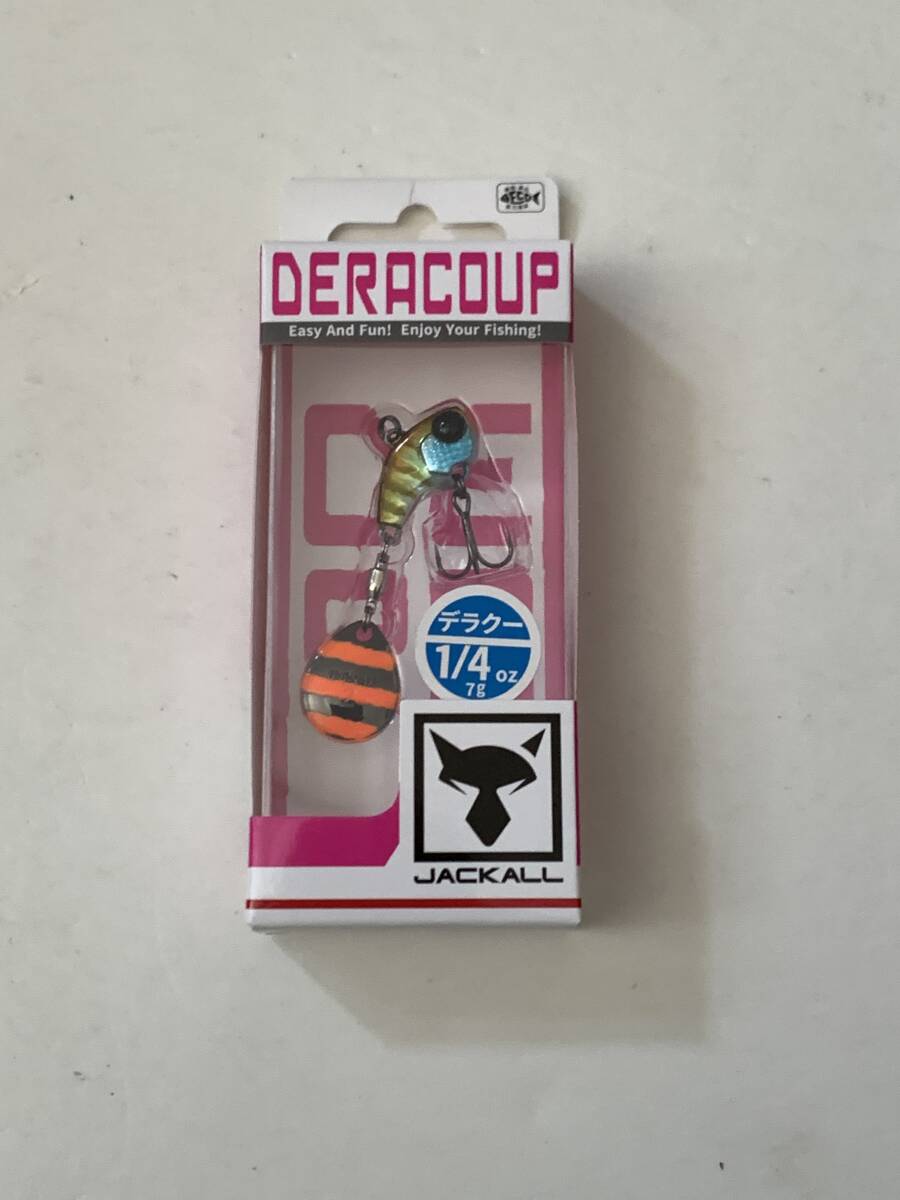 DERACOUP
Easy And Fun! Enjoy Your Fishing!
デラクー
1/4 oz
7g
JACKALL